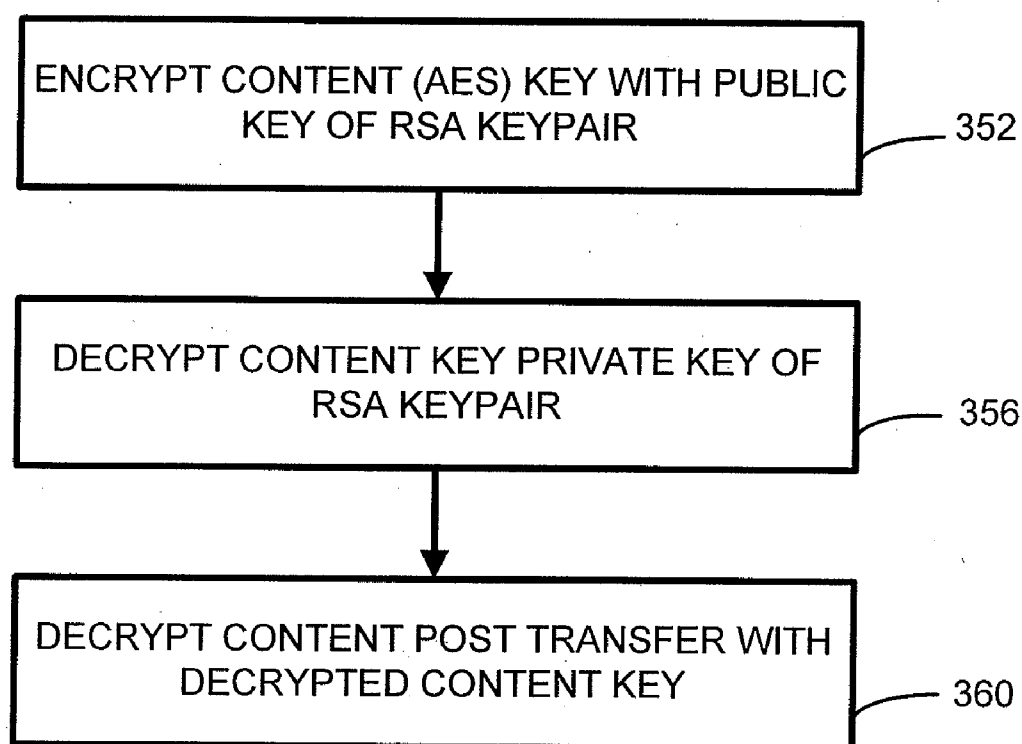 ENCRYPT CONTENT (AES) KEY WITH PUBLIC
KEY OF RSA KEYPAIR
352
DECRYPT CONTENT KEY PRIVATE KEY OF
RSA KEYPAIR
356
DECRYPT CONTENT POST TRANSFER WITH
DECRYPTED CONTENT KEY
360